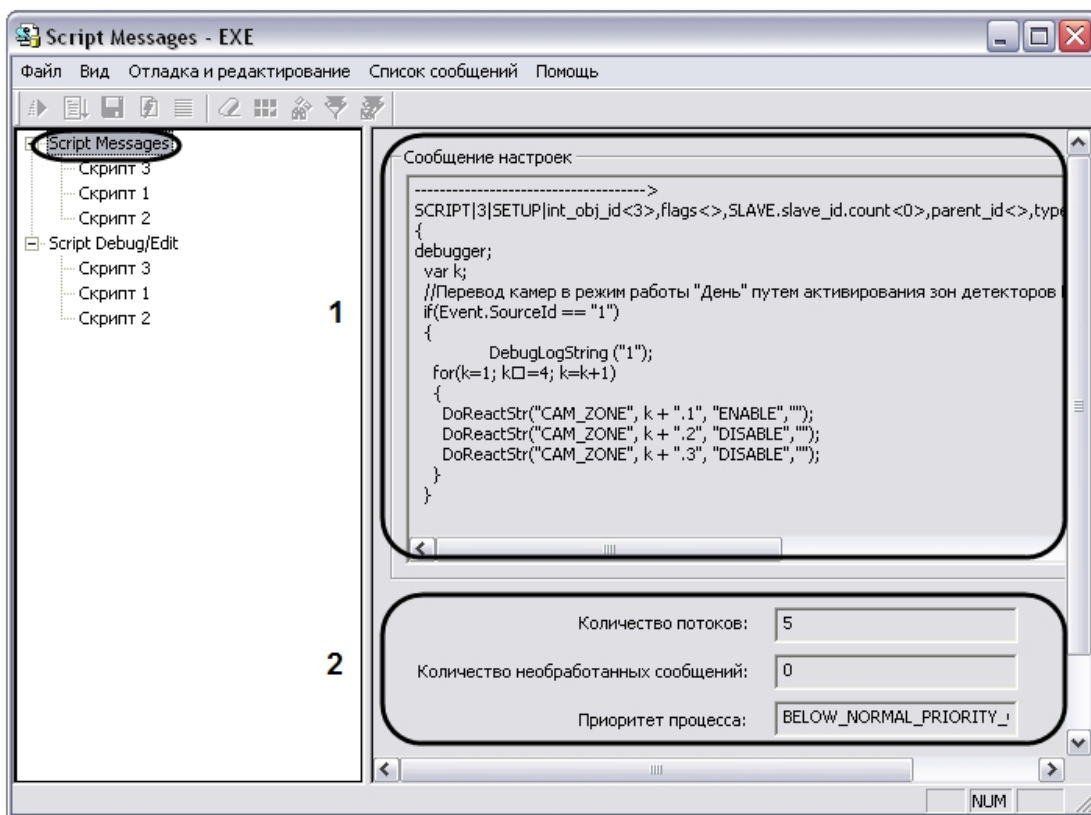 Script Messages - EXE
Файл Вид Отладка и редактирование Список сообщений Помощь
Script Messages
Скрипт 3
Скрипт 1
Скрипт 2
Script Debug/Edit
Скрипт 3
Скрипт 1
Скрипт 2
1
Сообщение настроек
------------------------------------->
SCRIPT|3|SETUP|int_obj_id<3>,flags<>,SLAVE.slave_id.count<0>,parent_id<>,type
{
debugger;
var k;
//Перевод камер в режим работы "День" путем активирования зон детекторов
if(Event.SourceId == "1")
{
DebugLogString ("1");
for(k=1; k□=4; k=k+1)
{
DoReactStr("CAM_ZONE", k + ".1", "ENABLE","");
DoReactStr("CAM_ZONE", k + ".2", "DISABLE","");
DoReactStr("CAM_ZONE", k + ".3", "DISABLE","");
}
}
2
Количество потоков: 5
Количество необработанных сообщений: 0
Приоритет процесса: BELOW_NORMAL_PRIORITY_
NUM